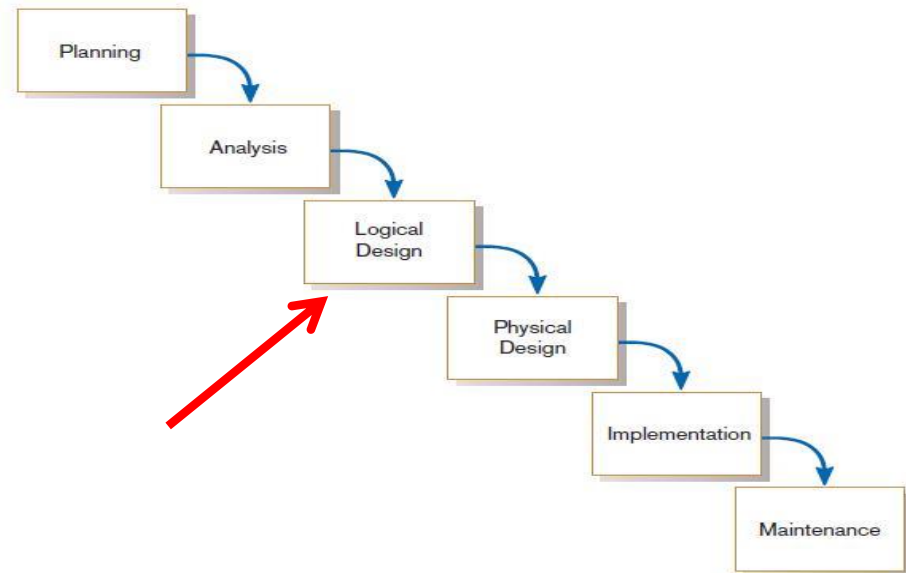 Planning
Analysis
Logical
Design
Physical
Design
Implementation
Maintenance